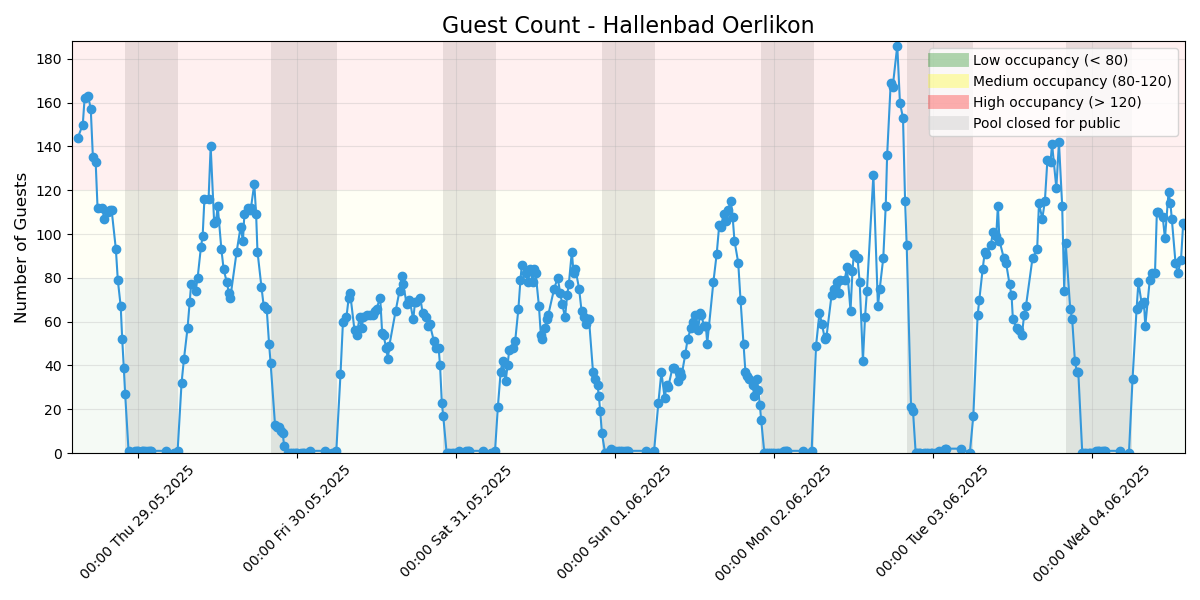 Guest Count - Hallenbad Oerlikon
Number of Guests
180
160
140
120
100
80
60
40
20
0
Low occupancy (< 80)
Medium occupancy (80-120)
High occupancy (> 120)
Pool closed for public
00:00 Thu 29.05.2025
00:00 Fri 30.05.2025
00:00 Sat 31.05.2025
00:00 Sun 01.06.2025
00:00 Mon 02.06.2025
00:00 Tue 03.06.2025
00:00 Wed 04.06.2025